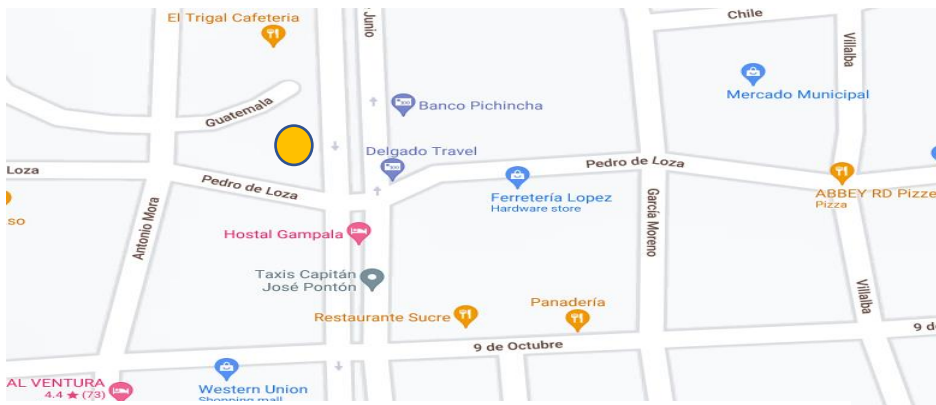 El Trigal Cafeteria
Junio
Chile
Villalba
Mercado Municipal
Guatemala
Banco Pichincha
Delgado Travel
Loza
Pedro de Loza
Pedro de Loza
Ferretería Lopez
Hardware store
ABBEY RD Pizze
Pizza
so
Antonio Mora
García Moreno
Hostal Gampala
Taxis Capitán
José Pontón
Villalba
Restaurante Sucre
Panadería
9 de Octubre
9 d
AL VENTURA
4.4 ★ (73)
Western Union
Shopping mall